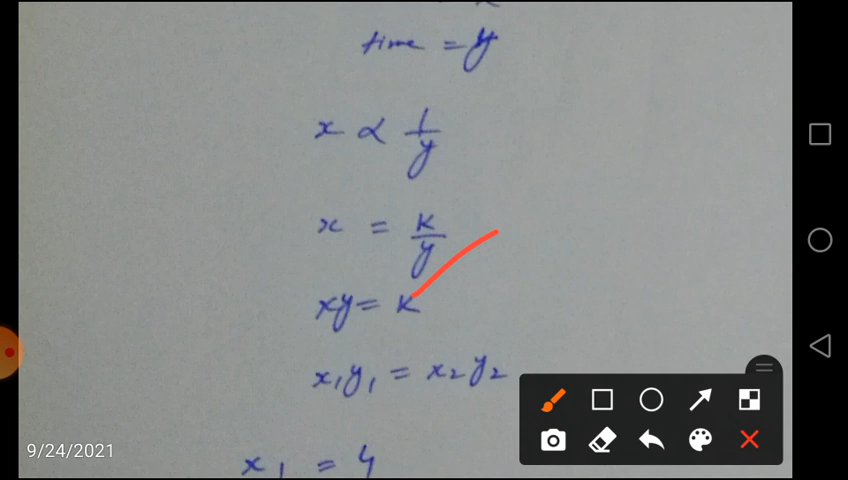 time = y
x ∝ 1/y
x = K/y
xy = K
x₁y₁ = x₂y₂
x₁ = 4
9/24/2021